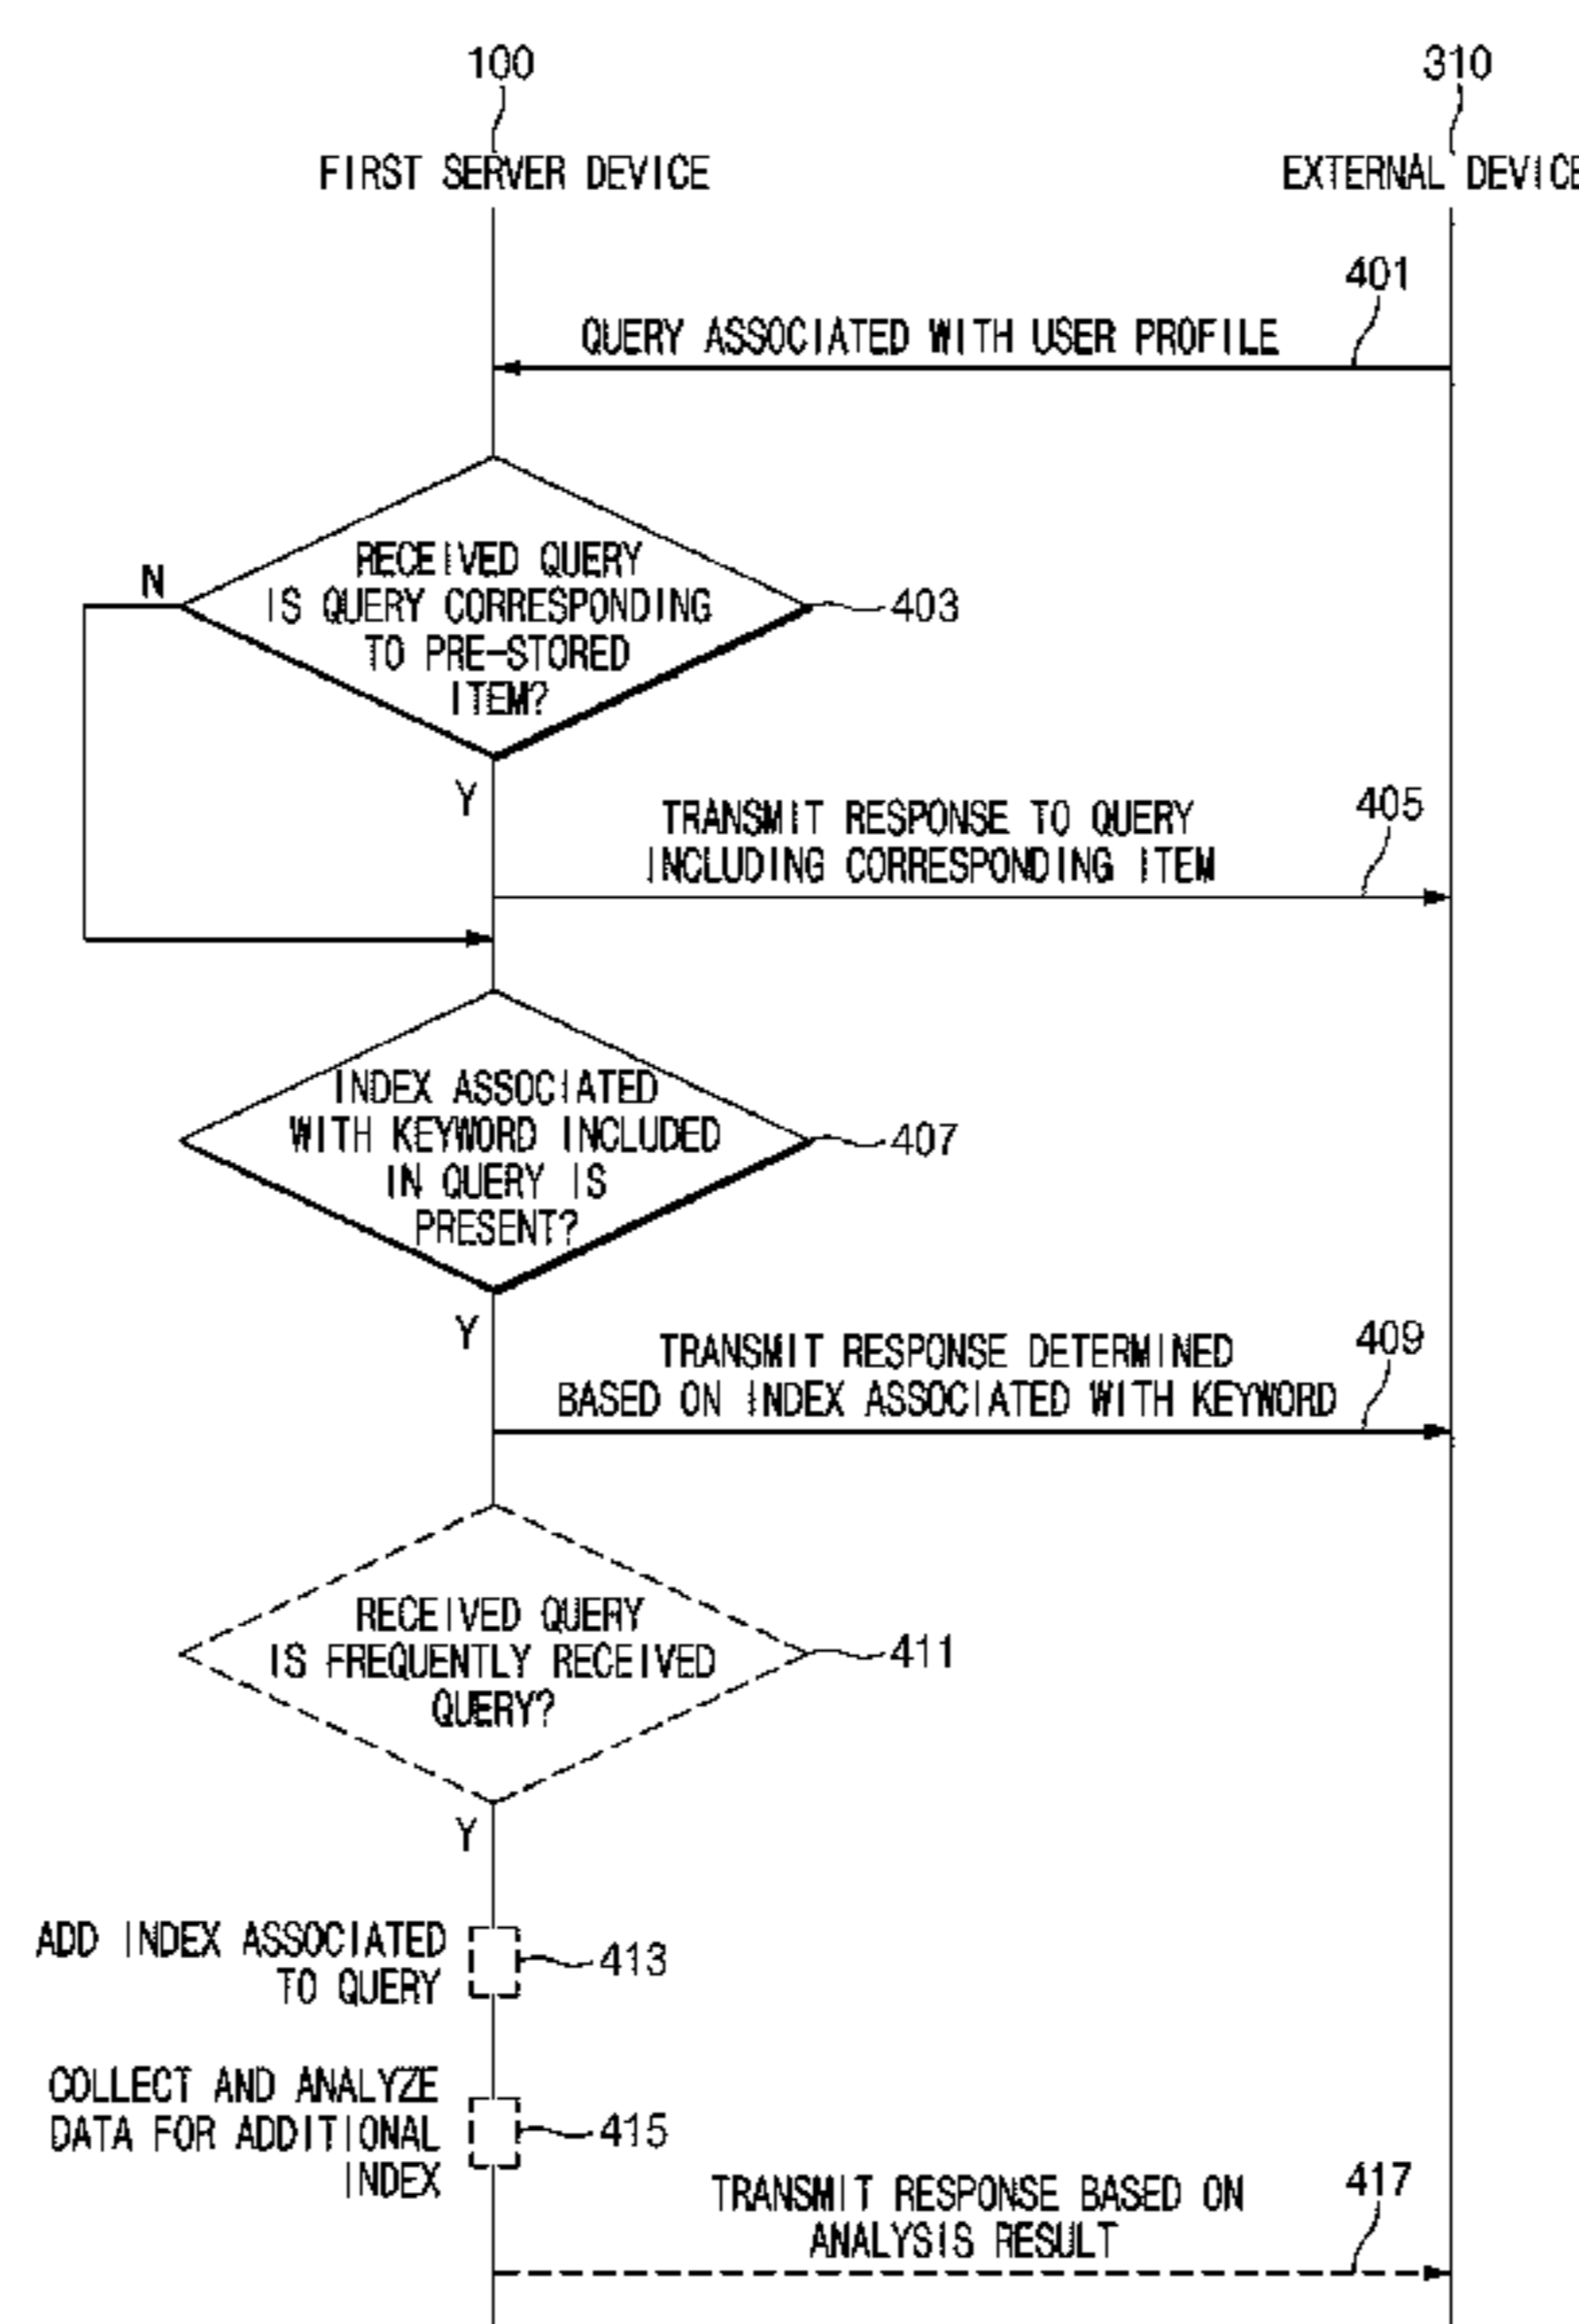 100
310
FIRST SERVER DEVICE
EXTERNAL DEVICE
401
QUERY ASSOCIATED WITH USER PROFILE
N
RECEIVED QUERY
IS QUERY CORRESPONDING
TO PRE-STORED
ITEM?
403
Y
TRANSMIT RESPONSE TO QUERY
INCLUDING CORRESPONDING ITEM
405
INDEX ASSOCIATED
WITH KEYWORD INCLUDED
IN QUERY IS
PRESENT?
407
Y
TRANSMIT RESPONSE DETERMINED
BASED ON INDEX ASSOCIATED WITH KEYWORD
409
RECEIVED QUERY
IS FREQUENTLY RECEIVED
QUERY?
411
Y
ADD INDEX ASSOCIATED
TO QUERY
413
COLLECT AND ANALYZE
DATA FOR ADDITIONAL
INDEX
415
TRANSMIT RESPONSE BASED ON
ANALYSIS RESULT
417